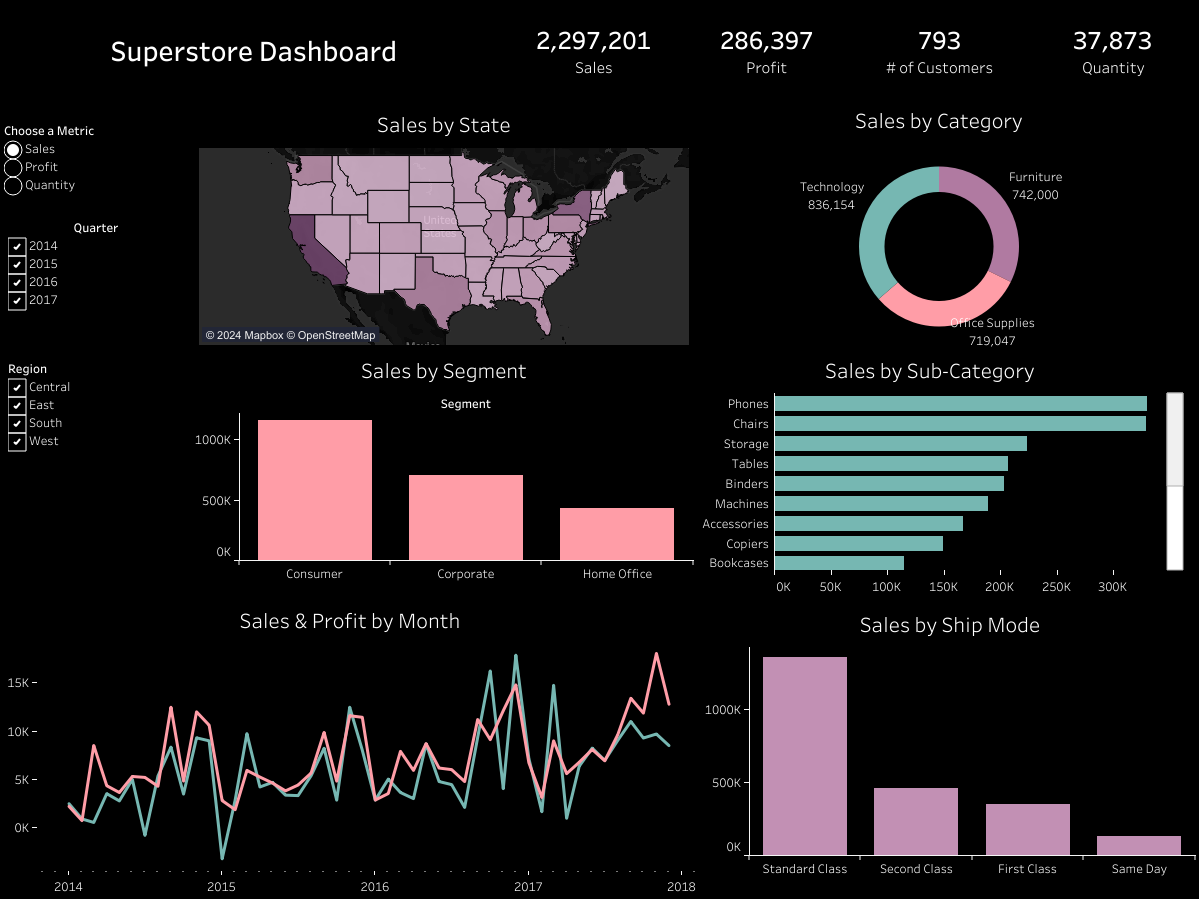 Superstore Dashboard
2,297,201
Sales
286,397
Profit
793
# of Customers
37,873
Quantity
Choose a Metric
Sales
Profit
Quantity
Quarter
2014
2015
2016
2017
Region
Central
East
South
West
Sales by State
United
States
© 2024 Mapbox © OpenStreetMap
Sales by Category
Technology
836,154
Furniture
742,000
Office Supplies
719,047
Sales by Segment
Segment
1000K
500K
0K
Consumer
Corporate
Home Office
Sales by Sub-Category
Phones
Chairs
Storage
Tables
Binders
Machines
Accessories
Copiers
Bookcases
0K
50K
100K
150K
200K
250K
300K
Sales & Profit by Month
15K
10K
5K
0K
2014
2015
2016
2017
2018
Sales by Ship Mode
1000K
500K
0K
Standard Class
Second Class
First Class
Same Day